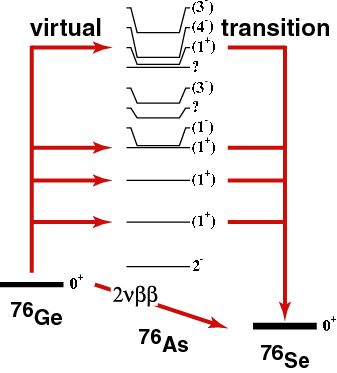 virtual
transition
(3⁻)
(4⁻)
(1⁺)
?
(3⁻)
?
(1⁻)
(1⁺)
(1⁺)
(1⁺)
2⁻
0⁺
⁷⁶Ge
2νββ
⁷⁶As
0⁺
⁷⁶Se